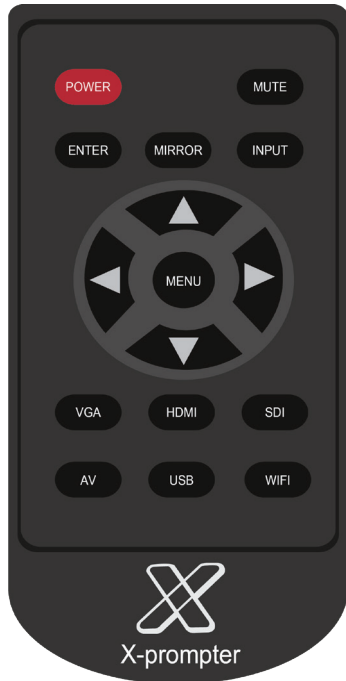 POWER MUTE
ENTER MIRROR INPUT
MENU
VGA HDMI SDI
AV USB WIFI
X-prompter